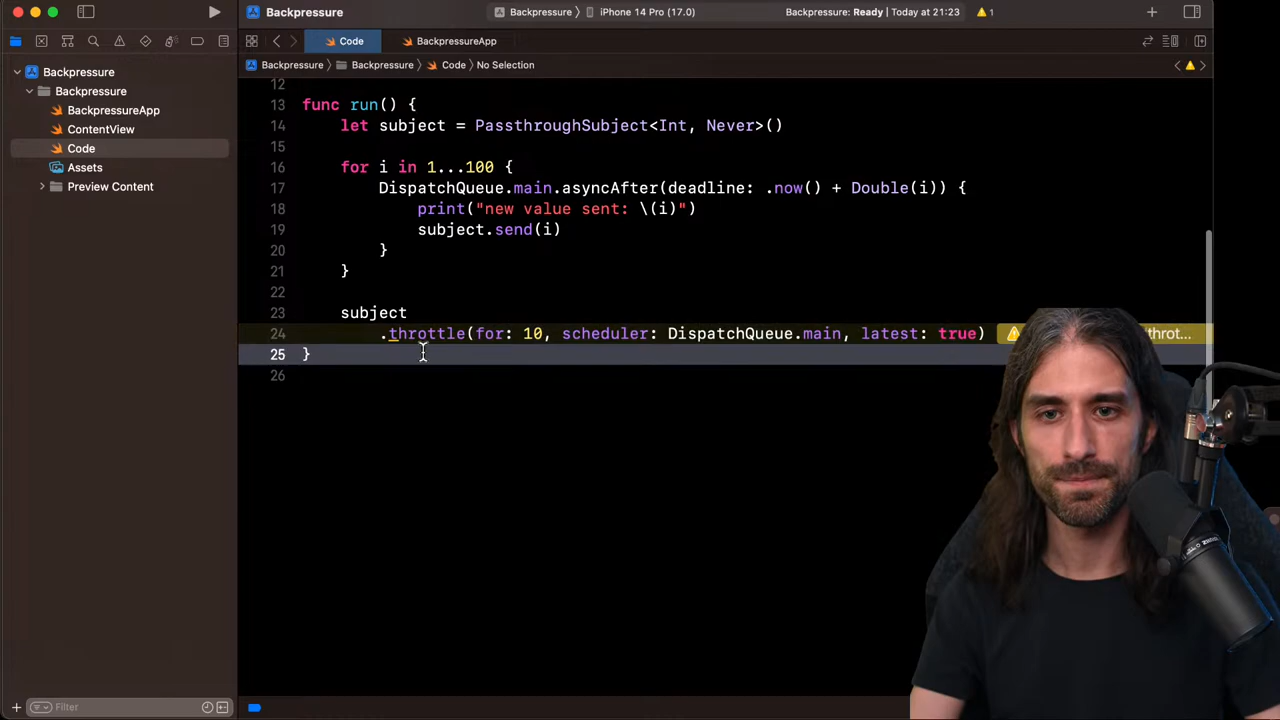 Backpressure
Backpressure 〉 iPhone 14 Pro (17.0)
Backpressure: Ready | Today at 21:23
1
Code
BackpressureApp
Backpressure 〉 Backpressure 〉 Code 〉 No Selection
Backpressure
Backpressure
BackpressureApp
ContentView
Code
Assets
Preview Content
12
13 func run() {
14 let subject = PassthroughSubject<Int, Never>()
15
16 for i in 1...100 {
17 DispatchQueue.main.asyncAfter(deadline: .now() + Double(i)) {
18 print("new value sent: \(i)")
19 subject.send(i)
20 }
21 }
22
23 subject
24 .throttle(for: 10, scheduler: DispatchQueue.main, latest: true) throt...
25 }
26
Filter